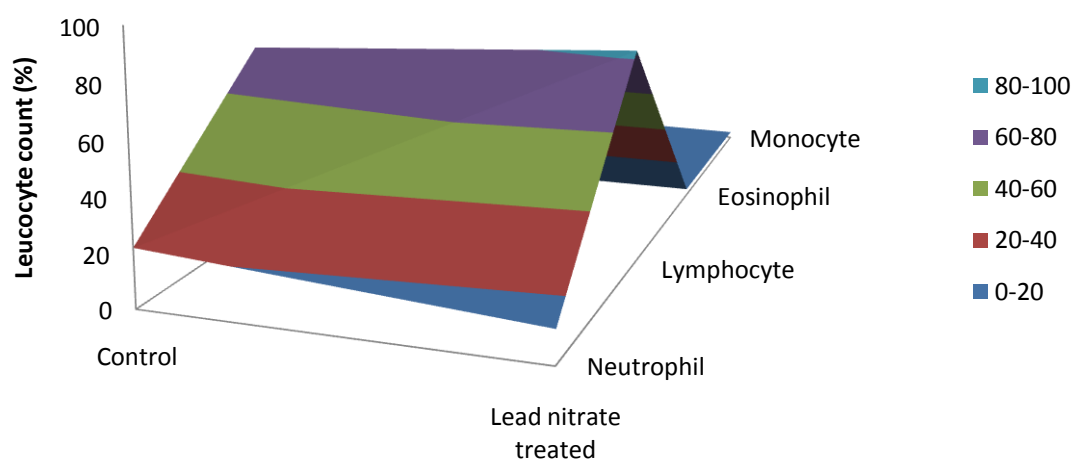 Leucocyte count (%)
100
80
60
40
20
0
Control
Lead nitrate
treated
Neutrophil
Lymphocyte
Eosinophil
Monocyte
80-100
60-80
40-60
20-40
0-20